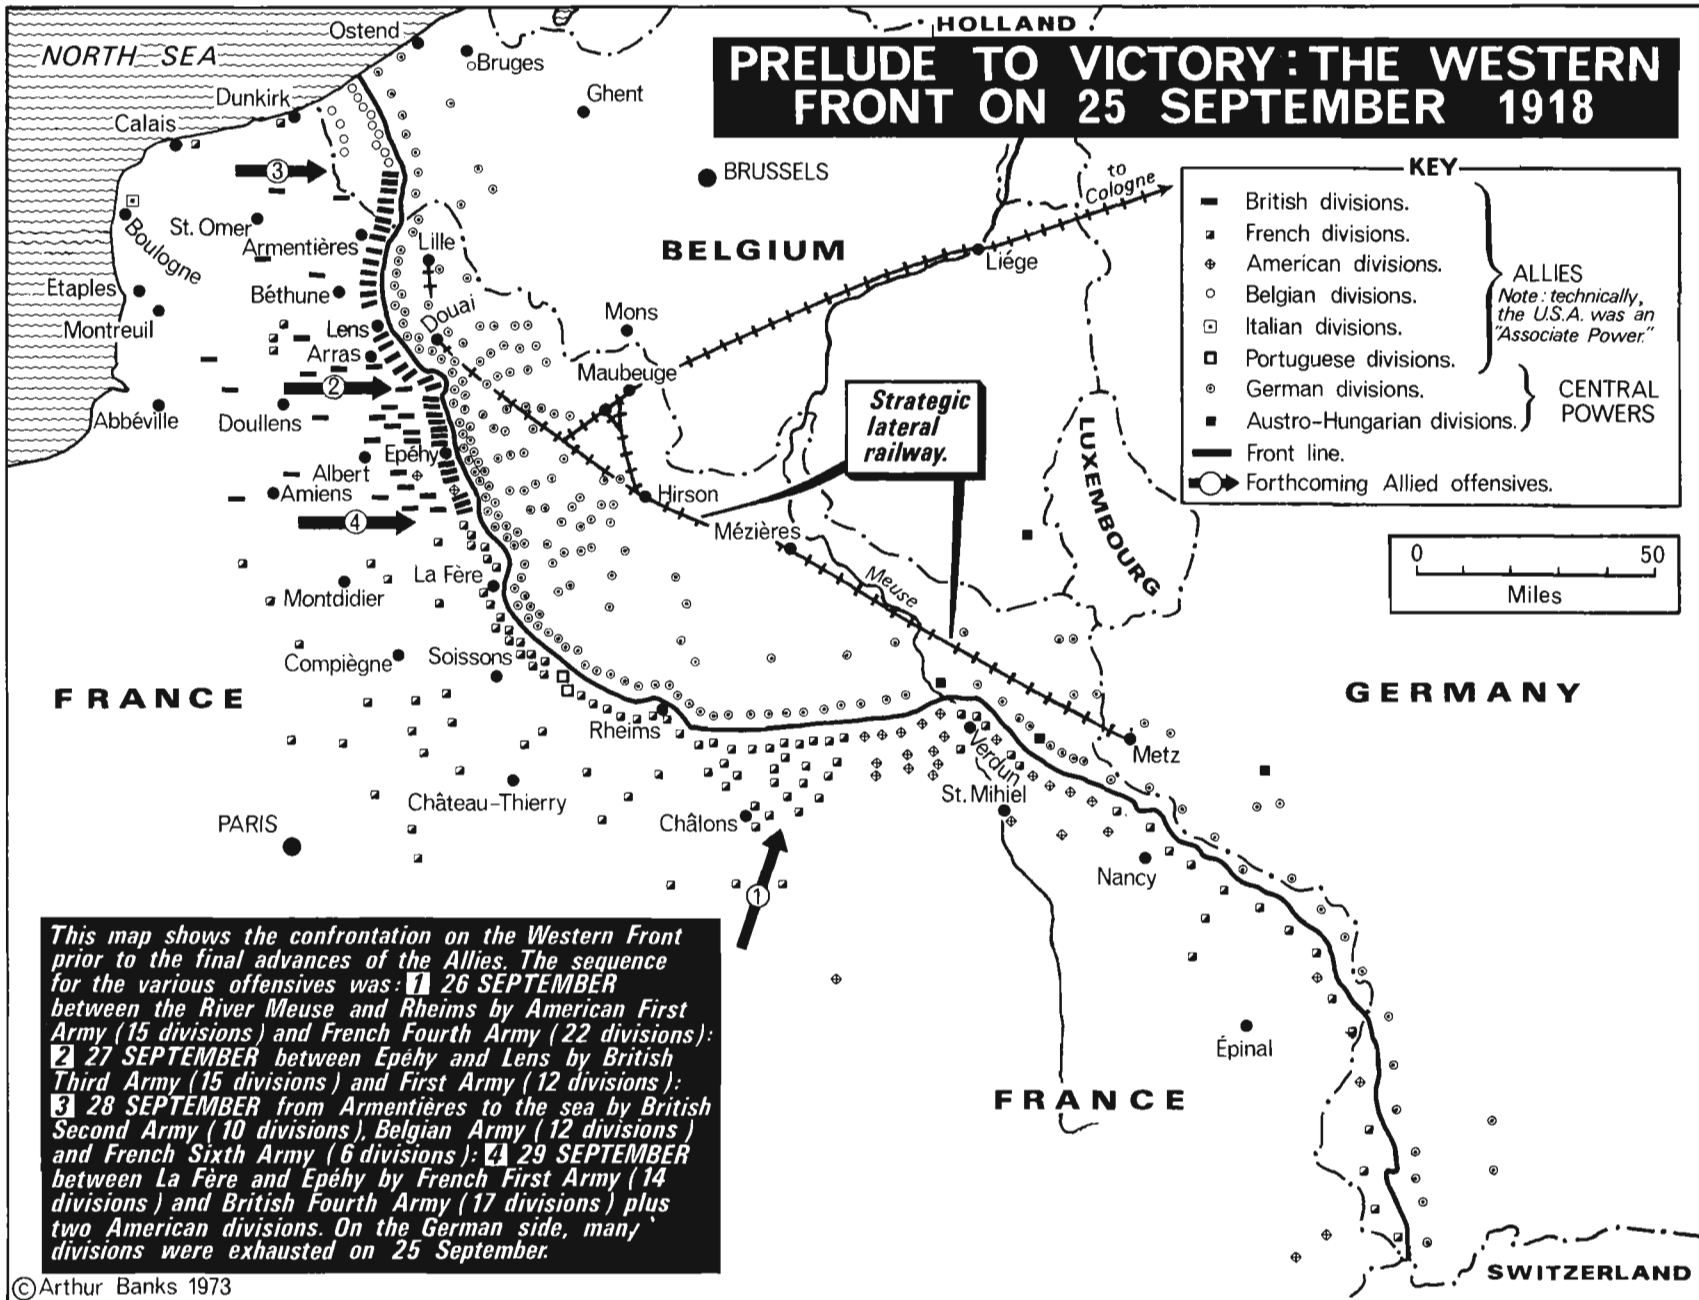 HOLLAND
NORTH SEA
Ostend
Bruges
Ghent
Dunkirk
Calais
PRELUDE TO VICTORY: THE WESTERN
FRONT ON 25 SEPTEMBER 1918
3
BRUSSELS
to
Cologne
KEY
British divisions.
French divisions.
American divisions.
Belgian divisions.
Italian divisions.
Portuguese divisions.
ALLIES
Note: technically,
the U.S.A. was an
"Associate Power."
German divisions.
Austro-Hungarian divisions.
CENTRAL
POWERS
Front line.
Forthcoming Allied offensives.
St. Omer
Boulogne
Armentières
Lille
BELGIUM
Liége
Etaples
Béthune
Montreuil
Lens
Douai
Mons
Arras
2
Maubeuge
Abbéville
Doullens
Strategic
lateral
railway.
LUXEMBOURG
Epéhy
Albert
Amiens
Hirson
4
Mézières
0
50
Miles
La Fère
Meuse
Montdidier
Compiègne
Soissons
FRANCE
GERMANY
Rheims
Verdun
Metz
Château-Thierry
St. Mihiel
PARIS
Châlons
Nancy
1
Épinal
FRANCE
SWITZERLAND
This map shows the confrontation on the Western Front
prior to the final advances of the Allies. The sequence
for the various offensives was: 1 26 SEPTEMBER
between the River Meuse and Rheims by American First
Army (15 divisions) and French Fourth Army (22 divisions):
2 27 SEPTEMBER between Epéhy and Lens by British
Third Army (15 divisions) and First Army (12 divisions):
3 28 SEPTEMBER from Armentières to the sea by British
Second Army (10 divisions), Belgian Army (12 divisions)
and French Sixth Army (6 divisions): 4 29 SEPTEMBER
between La Fère and Epéhy by French First Army (14
divisions) and British Fourth Army (17 divisions) plus
two American divisions. On the German side, many
divisions were exhausted on 25 September.
© Arthur Banks 1973